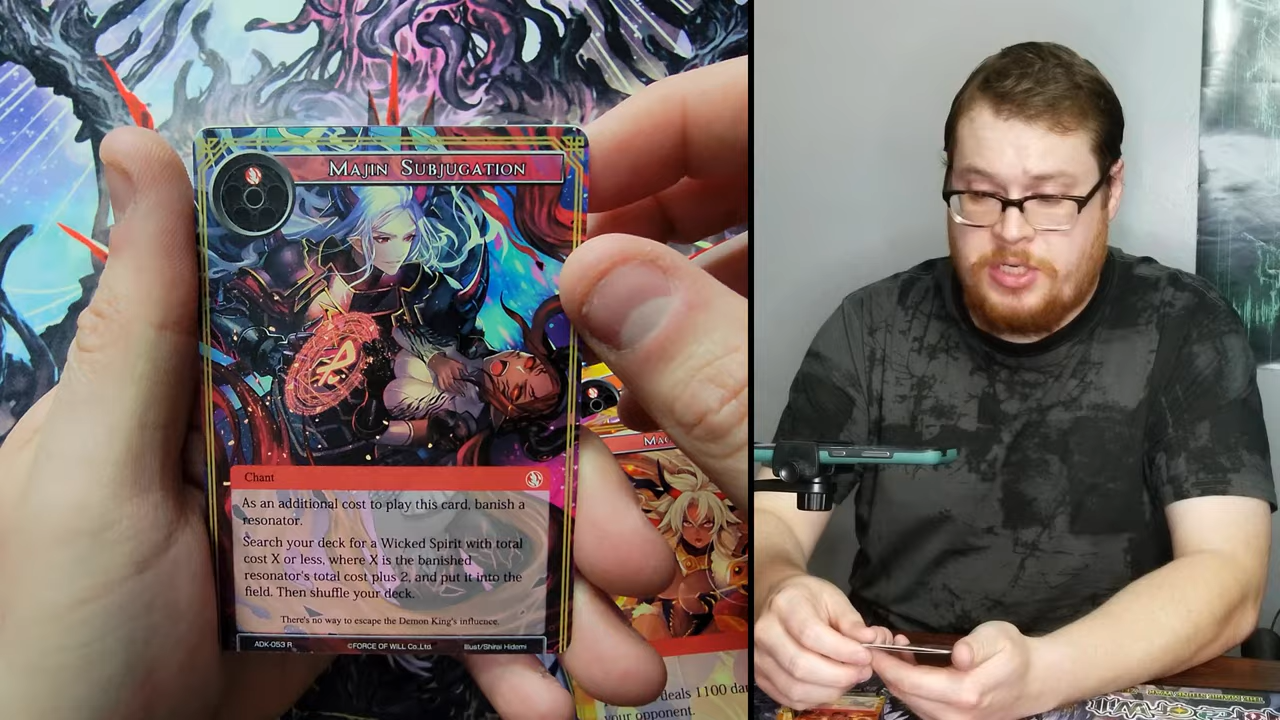 Majin Subjugation
Chant
As an additional cost to play this card, banish a
resonator.
Search your deck for a Wicked Spirit with total
cost X or less, where X is the banished
resonator's total cost plus 2, and put it into the
field. Then shuffle your deck.
There's no way to escape the Demon King's influence.
ADK-053 R ©FORCE OF WILL Co.,Ltd. Illust/Shirai Hidemi
deals 1100
your opponent.